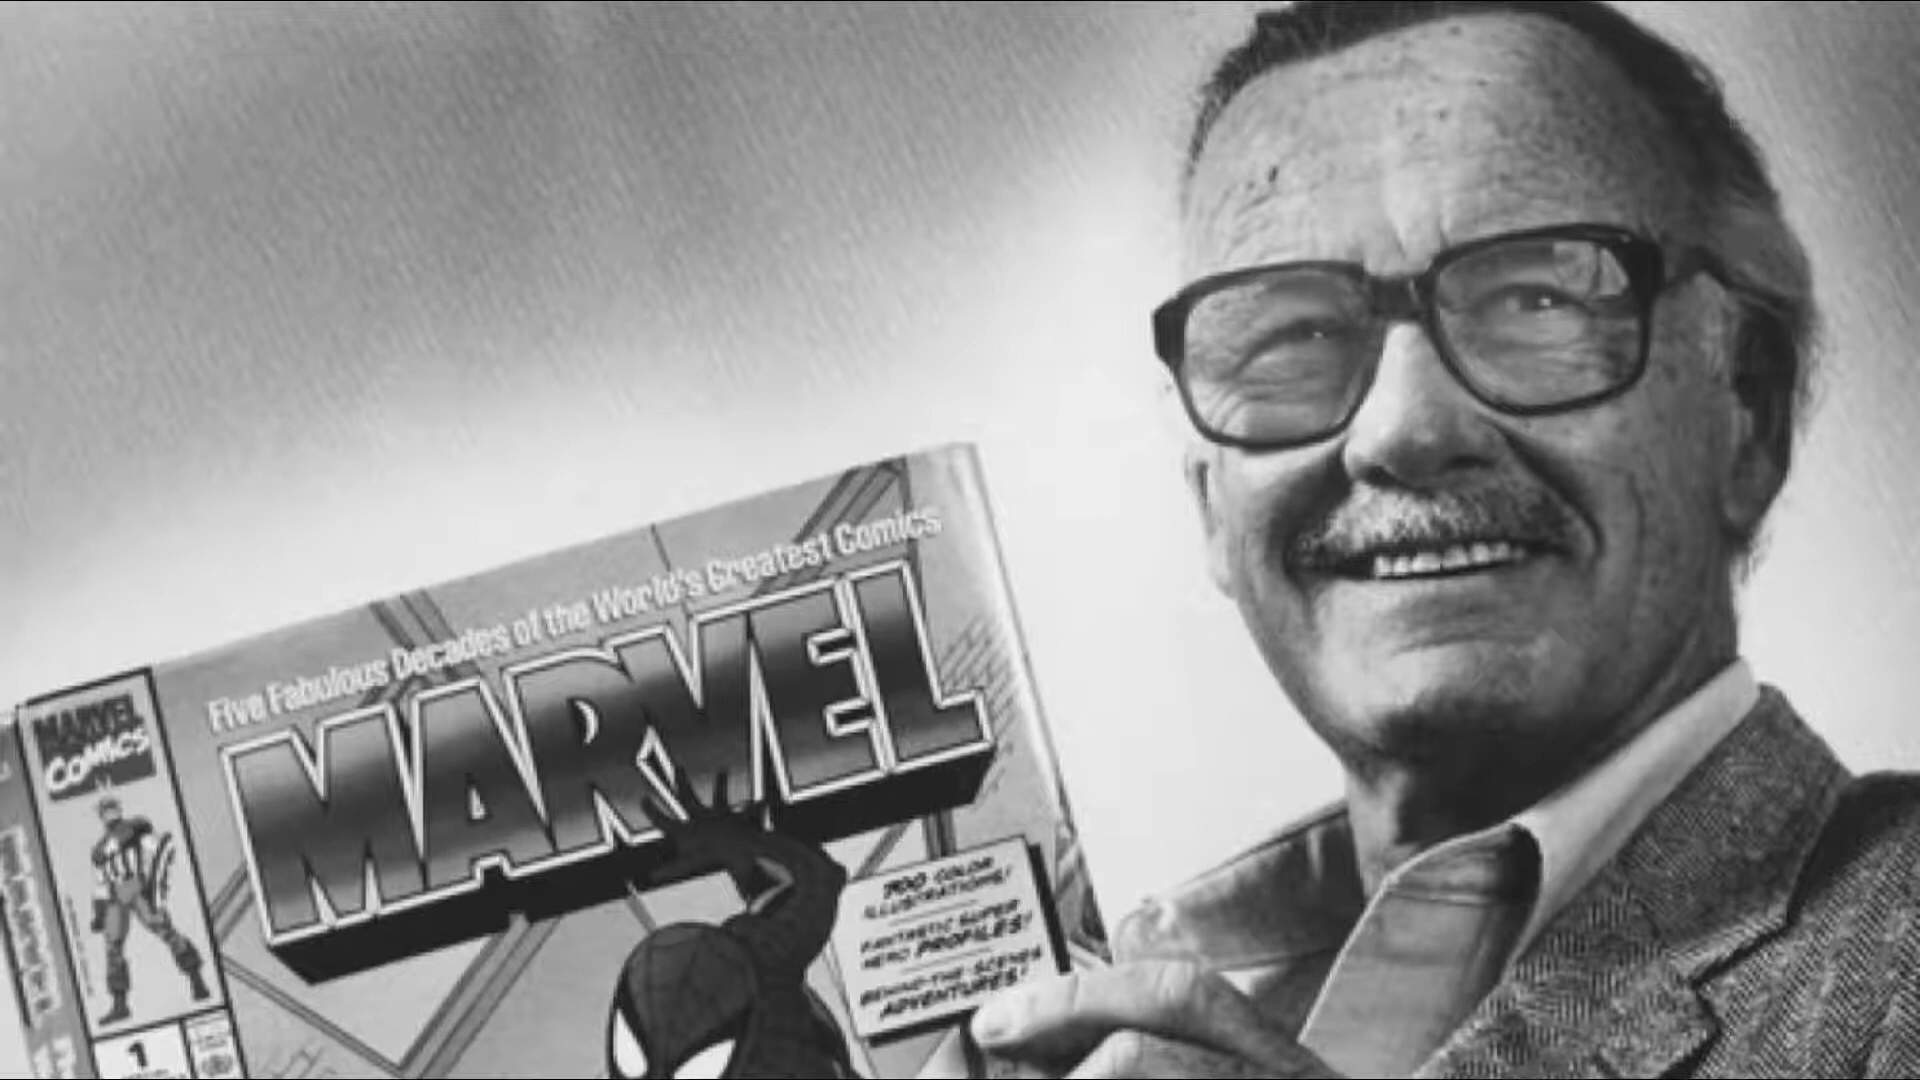 Five Fabulous Decades of the World's Greatest Comics
MARVEL
MARVEL
COMICS
700 COLOR
ILLUSTRATIONS!
FANTASTIC SUPER
HERO PROFILES!
BEHIND-THE-SCENES
ADVENTURES!
1